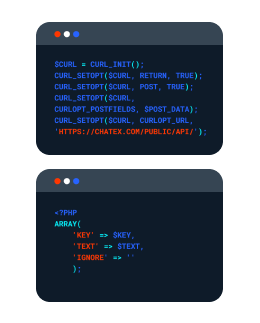 $CURL = CURL_INIT();
CURL_SETOPT($CURL, RETURN, TRUE);
CURL_SETOPT($CURL, POST, TRUE);
CURL_SETOPT($CURL,
CURLOPT_POSTFIELDS, $POST_DATA);
CURL_SETOPT($CURL, CURLOPT_URL,
'HTTPS://CHATEX.COM/PUBLIC/API/');
<?PHP
ARRAY(
'KEY' => $KEY,
'TEXT' => $TEXT,
'IGNORE' => ''
);